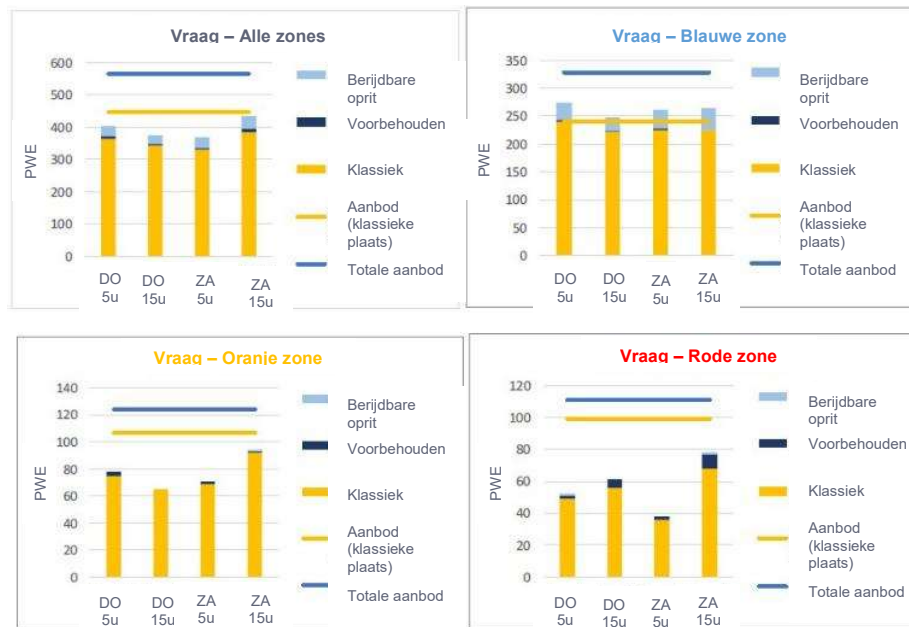 Vraag – Alle zones
600
500
400
300
200
100
0
PWE
DO
5u
DO
15u
ZA
5u
ZA
15u
Berijdbare
oprit
Voorbehouden
Klassiek
Aanbod
(klassieke
plaats)
Totale aanbod
Vraag – Blauwe zone
350
300
250
200
150
100
50
0
PWE
DO
5u
DO
15u
ZA
5u
ZA
15u
Berijdbare
oprit
Voorbehouden
Klassiek
Aanbod
(klassieke
plaats)
Totale aanbod
Vraag – Oranje zone
140
120
100
80
60
40
20
0
PWE
DO
5u
DO
15u
ZA
5u
ZA
15u
Berijdbare
oprit
Voorbehouden
Klassiek
Aanbod
(klassieke
plaats)
Totale aanbod
Vraag – Rode zone
120
100
80
60
40
20
0
PWE
DO
5u
DO
15u
ZA
5u
ZA
15u
Berijdbare
oprit
Voorbehouden
Klassiek
Aanbod
(klassieke
plaats)
Totale aanbod